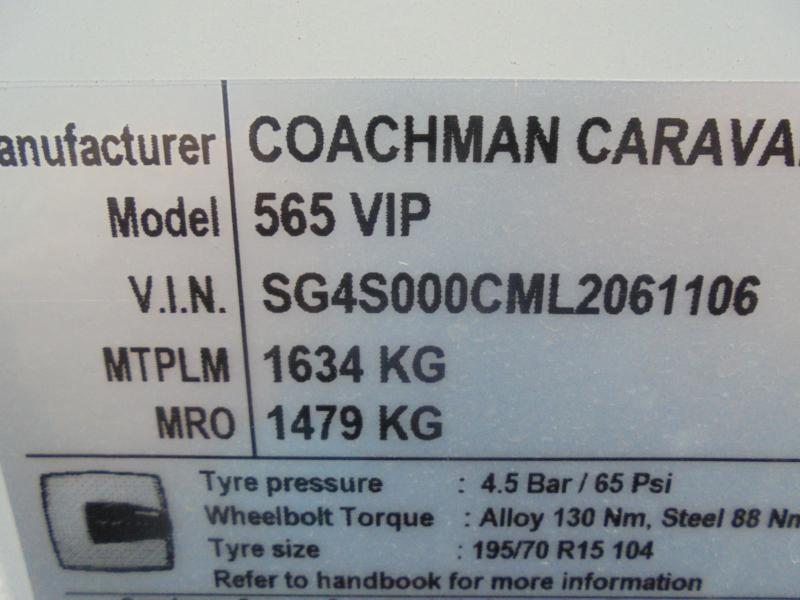 anufacturer COACHMAN CARAVA
Model 565 VIP
V.I.N. SG4S000CML2061106
MTPLM 1634 KG
MRO 1479 KG
Tyre pressure : 4.5 Bar / 65 Psi
Wheelbolt Torque : Alloy 130 Nm, Steel 88 Nm
Tyre size : 195/70 R15 104
Refer to handbook for more information